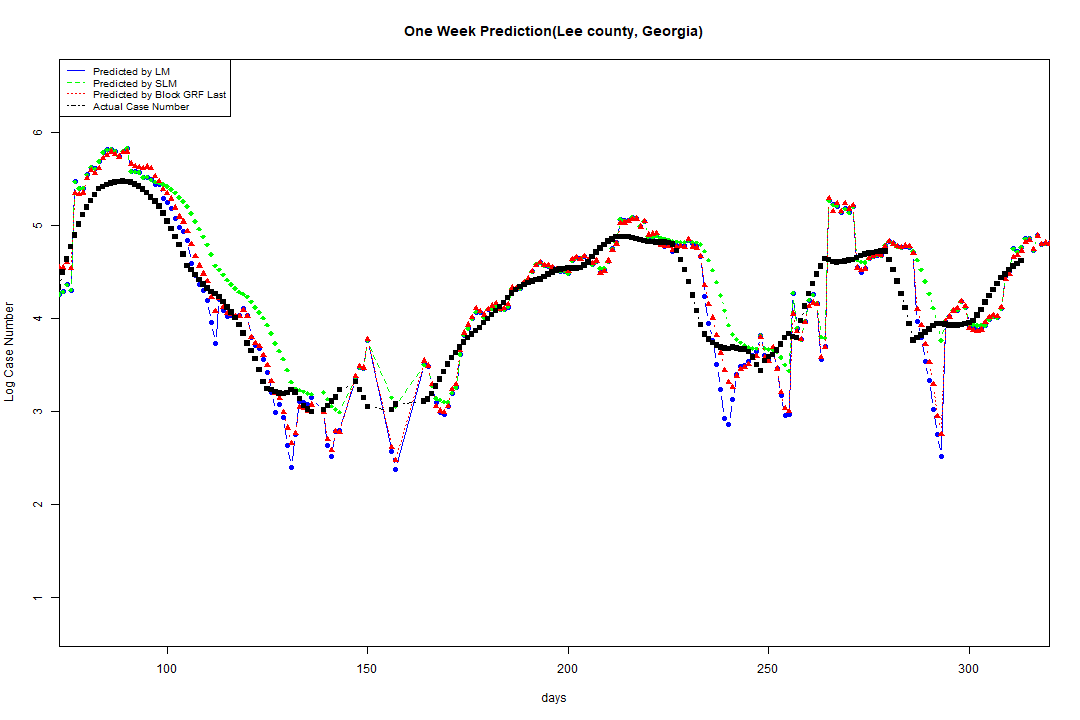 One Week Prediction(Lee county, Georgia)
Predicted by LM
Predicted by SLM
Predicted by Block GRF Last
Actual Case Number
Log Case Number
6
5
4
3
2
1
100 150 200 250 300
days